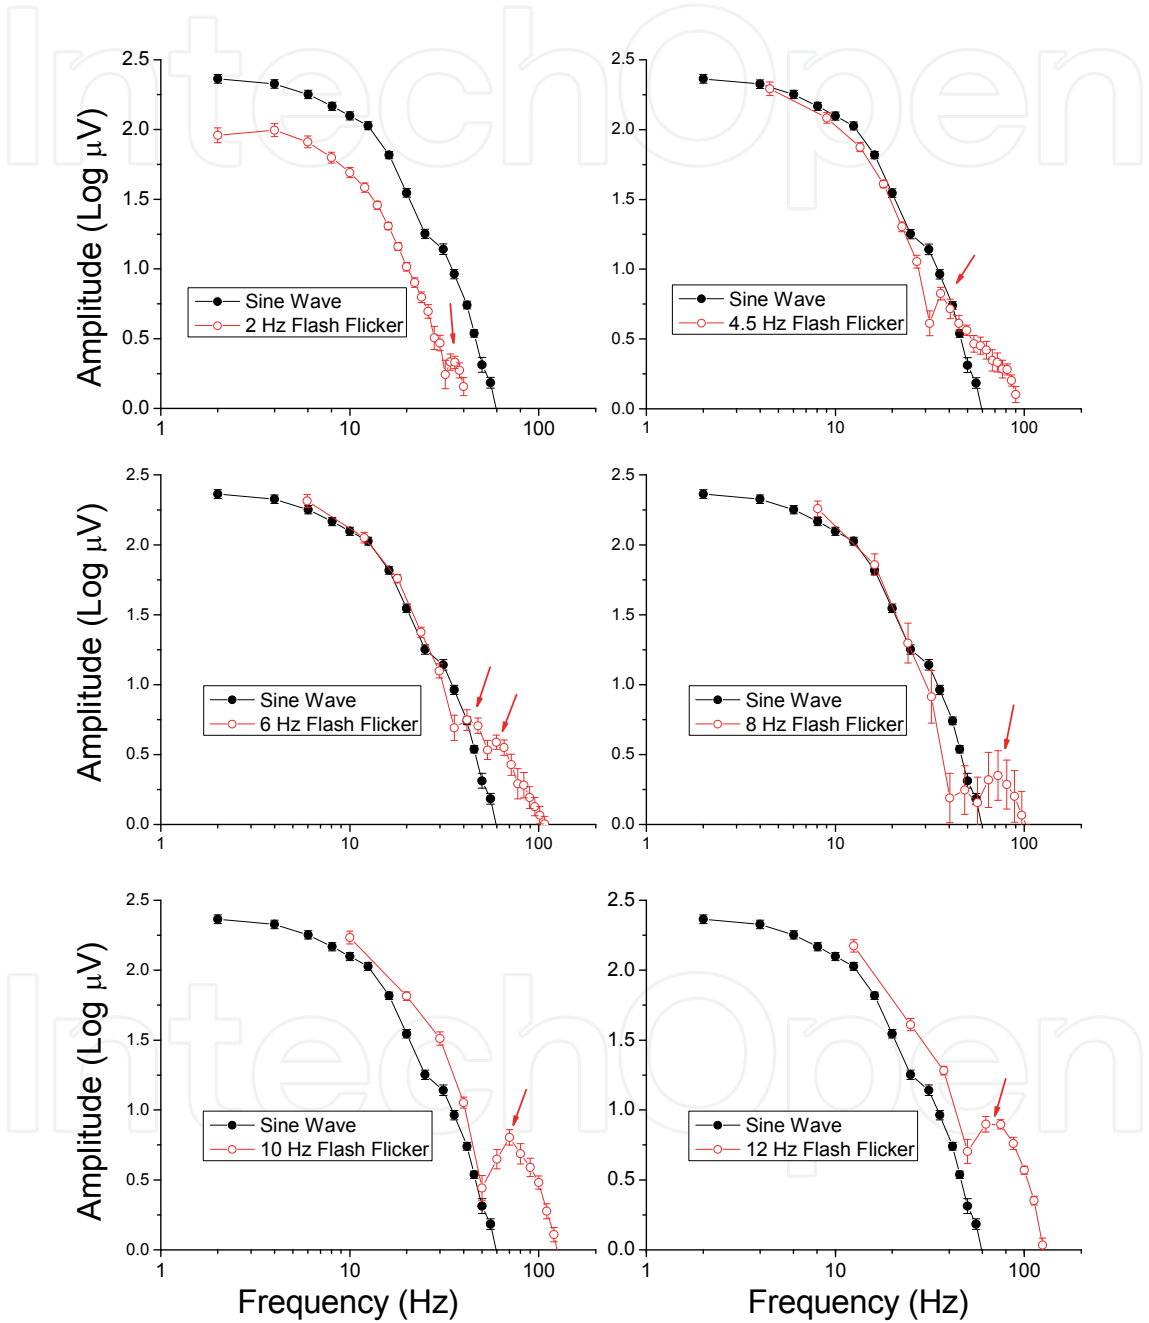 IntechOpen
2.5
2.0
1.5
1.0
0.5
0.0
1
10
100
Amplitude (Log μV)
Sine Wave
2 Hz Flash Flicker
2.5
2.0
1.5
1.0
0.5
0.0
1
10
100
Sine Wave
4.5 Hz Flash Flicker
2.5
2.0
1.5
1.0
0.5
0.0
1
10
100
Amplitude (Log μV)
Sine Wave
6 Hz Flash Flicker
2.5
2.0
1.5
1.0
0.5
0.0
1
10
100
Sine Wave
8 Hz Flash Flicker
2.5
2.0
1.5
1.0
0.5
0.0
1
10
100
Amplitude (Log μV)
Sine Wave
10 Hz Flash Flicker
Frequency (Hz)
2.5
2.0
1.5
1.0
0.5
0.0
1
10
100
Sine Wave
12 Hz Flash Flicker
Frequency (Hz)
IntechOpen